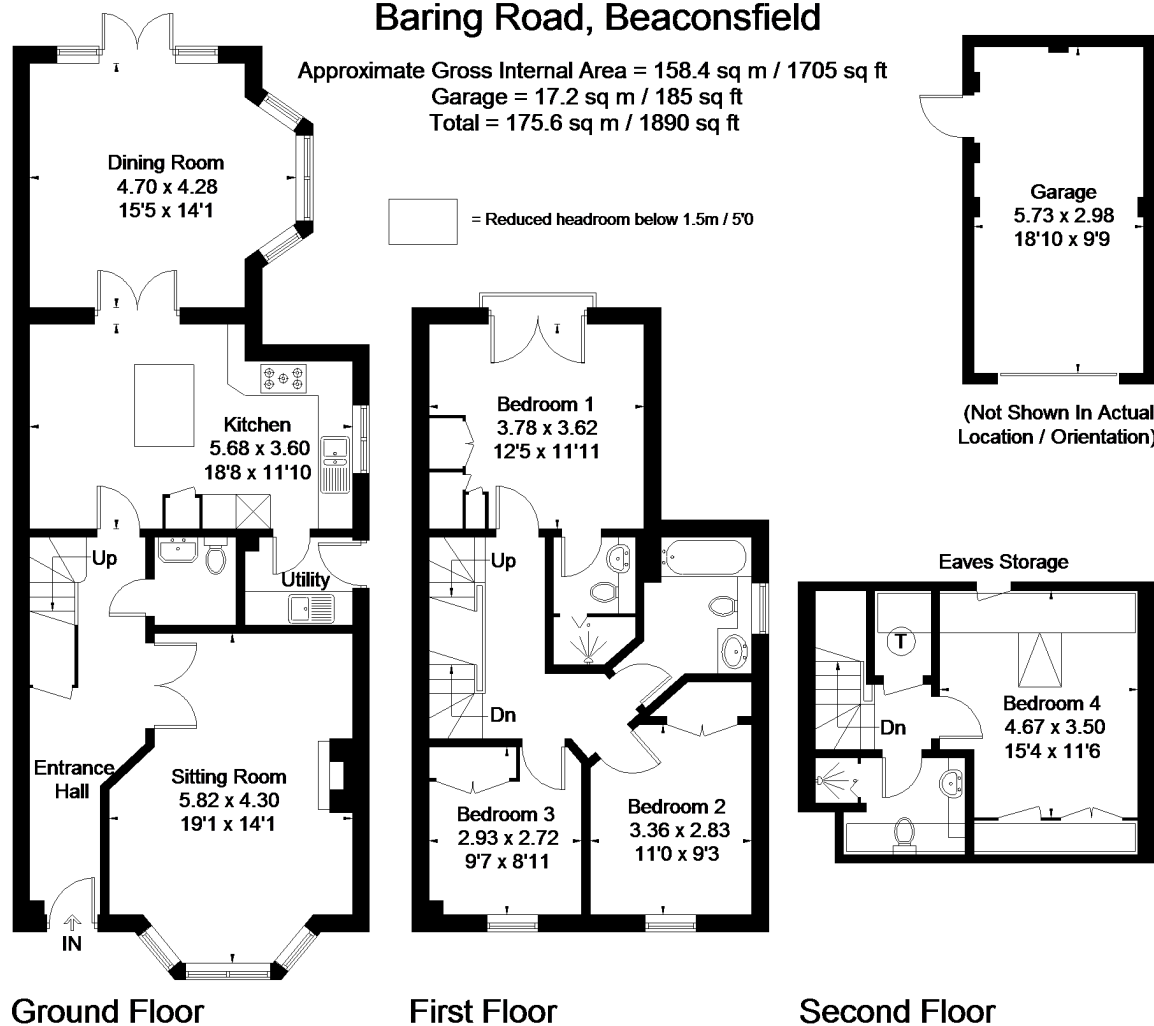 Baring Road, Beaconsfield
Approximate Gross Internal Area = 158.4 sq m / 1705 sq ft
Garage = 17.2 sq m / 185 sq ft
Total = 175.6 sq m / 1890 sq ft
= Reduced headroom below 1.5m / 5'0
Dining Room
4.70 x 4.28
15'5 x 14'1
Garage
5.73 x 2.98
18'10 x 9'9
(Not Shown In Actual
Location / Orientation)
Kitchen
5.68 x 3.60
18'8 x 11'10
Up
Utility
Entrance
Hall
Sitting Room
5.82 x 4.30
19'1 x 14'1
IN
Ground Floor
Bedroom 1
3.78 x 3.62
12'5 x 11'11
Up
Dn
Bedroom 3
2.93 x 2.72
9'7 x 8'11
Bedroom 2
3.36 x 2.83
11'0 x 9'3
First Floor
Eaves Storage
T
Bedroom 4
4.67 x 3.50
15'4 x 11'6
Dn
Second Floor